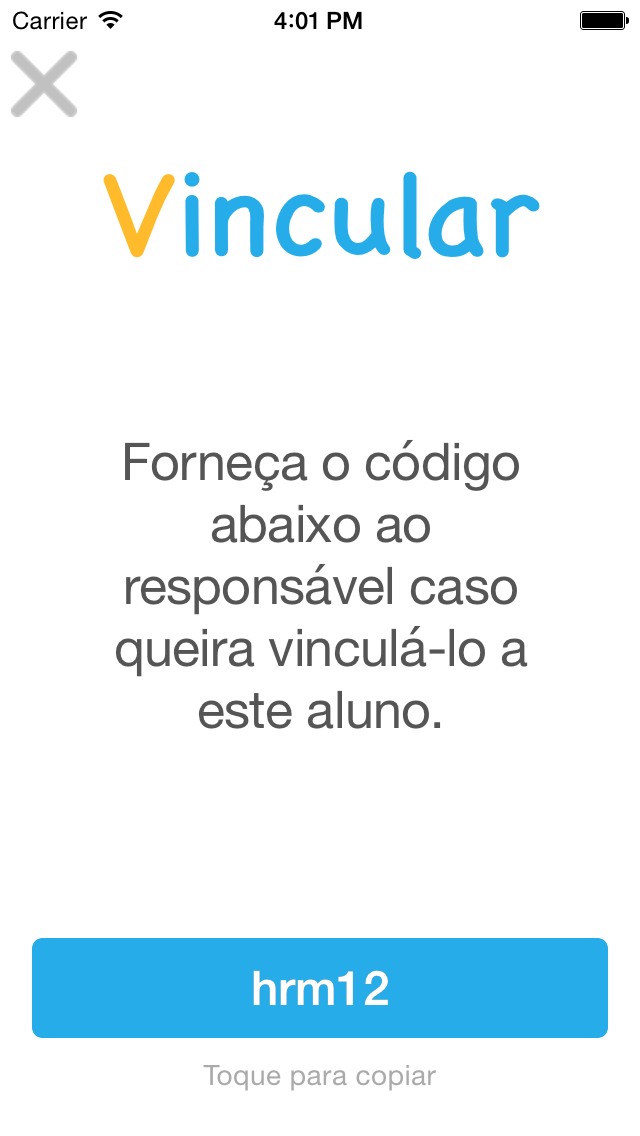 Carrier 4:01 PM
Vincular
Forneça o código
abaixo ao
responsável caso
queira vinculá-lo a
este aluno.
hrm12
Toque para copiar